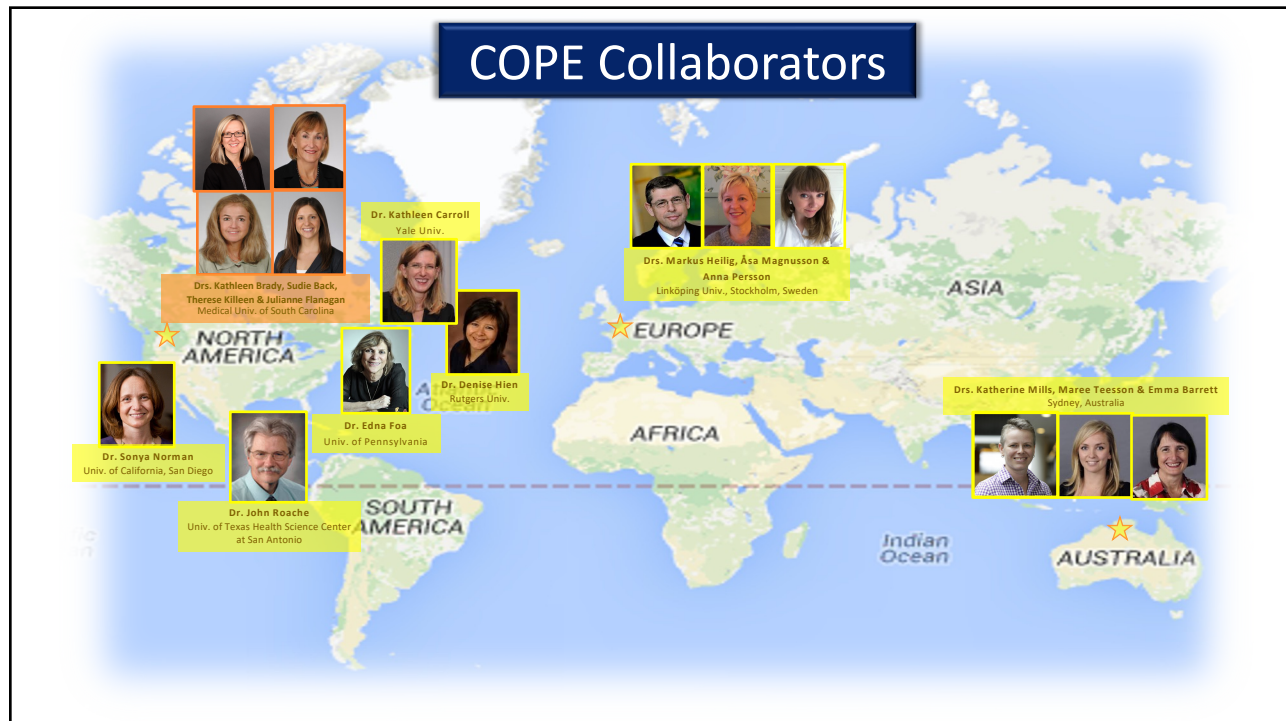 COPE Collaborators
Dr. Kathleen Carroll
Yale Univ.
Drs. Markus Heilig, Åsa Magnusson &
Anna Persson
Linköping Univ., Stockholm, Sweden
Drs. Kathleen Brady, Sudie Back,
Therese Killeen & Julianne Flanagan
Medical Univ. of South Carolina
ASIA
NORTH
AMERICA
EUROPE
Dr. Denise Hien
Rutgers Univ.
Ocean
Drs. Katherine Mills, Maree Teesson & Emma Barrett
Sydney, Australia
Dr. Edna Foa
Univ. of Pennsylvania
AFRICA
Dr. Sonya Norman
Univ. of California, San Diego
Dr. John Roache
Univ. of Texas Health Science Center
at San Antonio
SOUTH
AMERICA
Indian
Ocean
AUSTRALIA